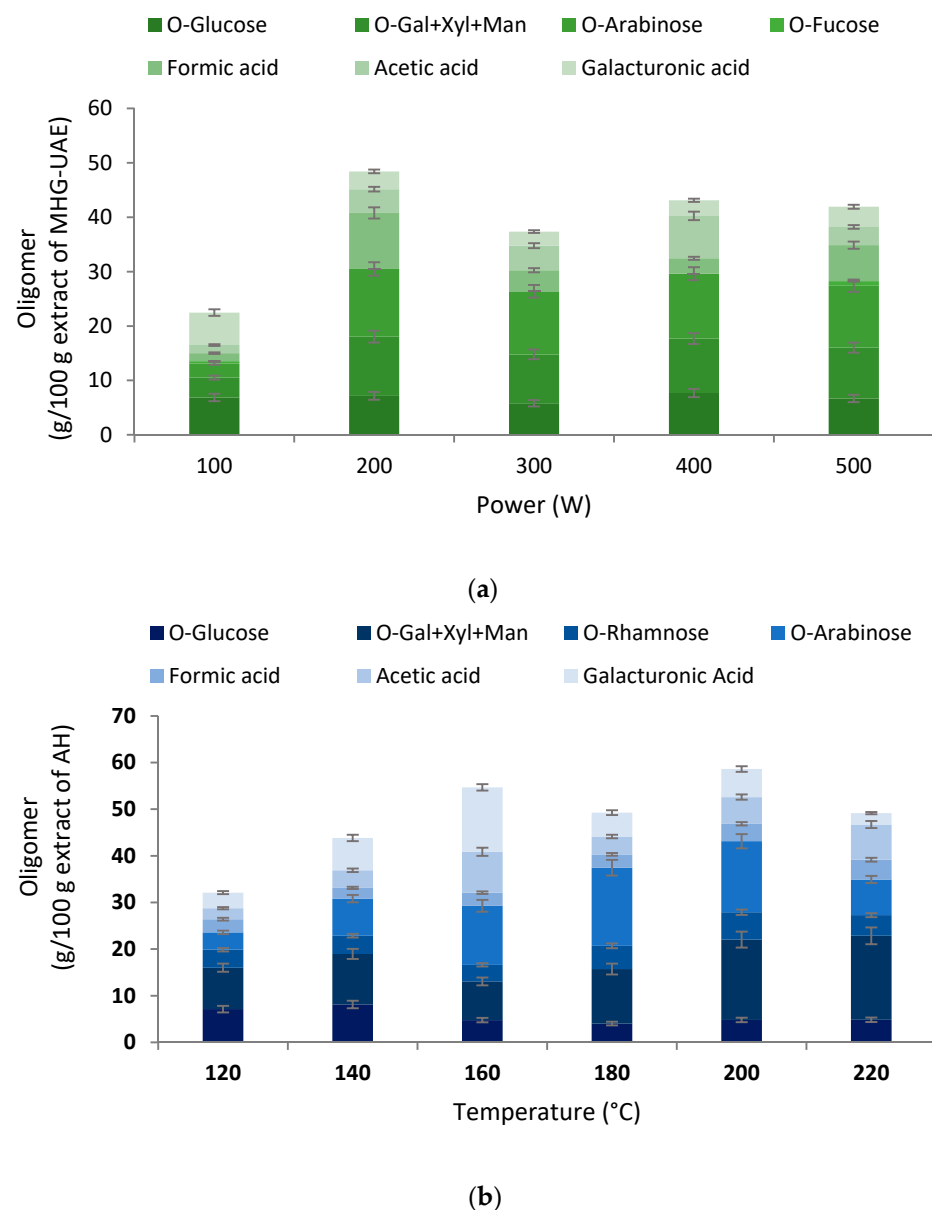 O-Glucose O-Gal+Xyl+Man O-Arabinose O-Fucose
Formic acid Acetic acid Galacturonic acid
Oligomer
(g/100 g extract of MHG-UAE)
60
50
40
30
20
10
0
100 200 300 400 500
Power (W)
(a)
O-Glucose O-Gal+Xyl+Man O-Rhamnose O-Arabinose
Formic acid Acetic acid Galacturonic Acid
Oligomer
(g/100 g extract of AH)
70
60
50
40
30
20
10
0
120 140 160 180 200 220
Temperature (°C)
(b)